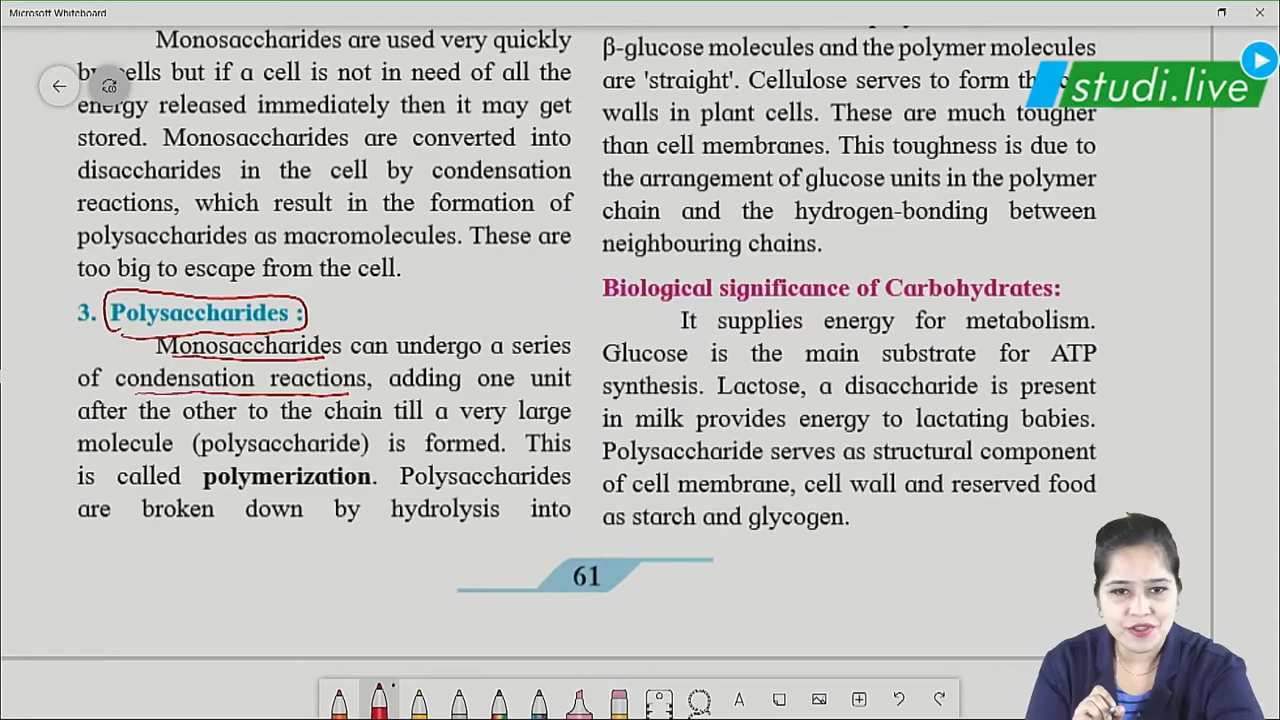 Microsoft Whiteboard
Monosaccharides are used very quickly
by cells but if a cell is not in need of all the
energy released immediately then it may get
stored. Monosaccharides are converted into
disaccharides in the cell by condensation
reactions, which result in the formation of
polysaccharides as macromolecules. These are
too big to escape from the cell.
3. Polysaccharides :
Monosaccharides can undergo a series
of condensation reactions, adding one unit
after the other to the chain till a very large
molecule (polysaccharide) is formed. This
is called polymerization. Polysaccharides
are broken down by hydrolysis into
β-glucose molecules and the polymer molecules
are 'straight'. Cellulose serves to form
walls in plant cells. These are much tougher
than cell membranes. This toughness is due to
the arrangement of glucose units in the polymer
chain and the hydrogen-bonding between
neighbouring chains.
Biological significance of Carbohydrates:
It supplies energy for metabolism.
Glucose is the main substrate for ATP
synthesis. Lactose, a disaccharide is present
in milk provides energy to lactating babies.
Polysaccharide serves as structural component
of cell membrane, cell wall and reserved food
as starch and glycogen.
61
studi.live